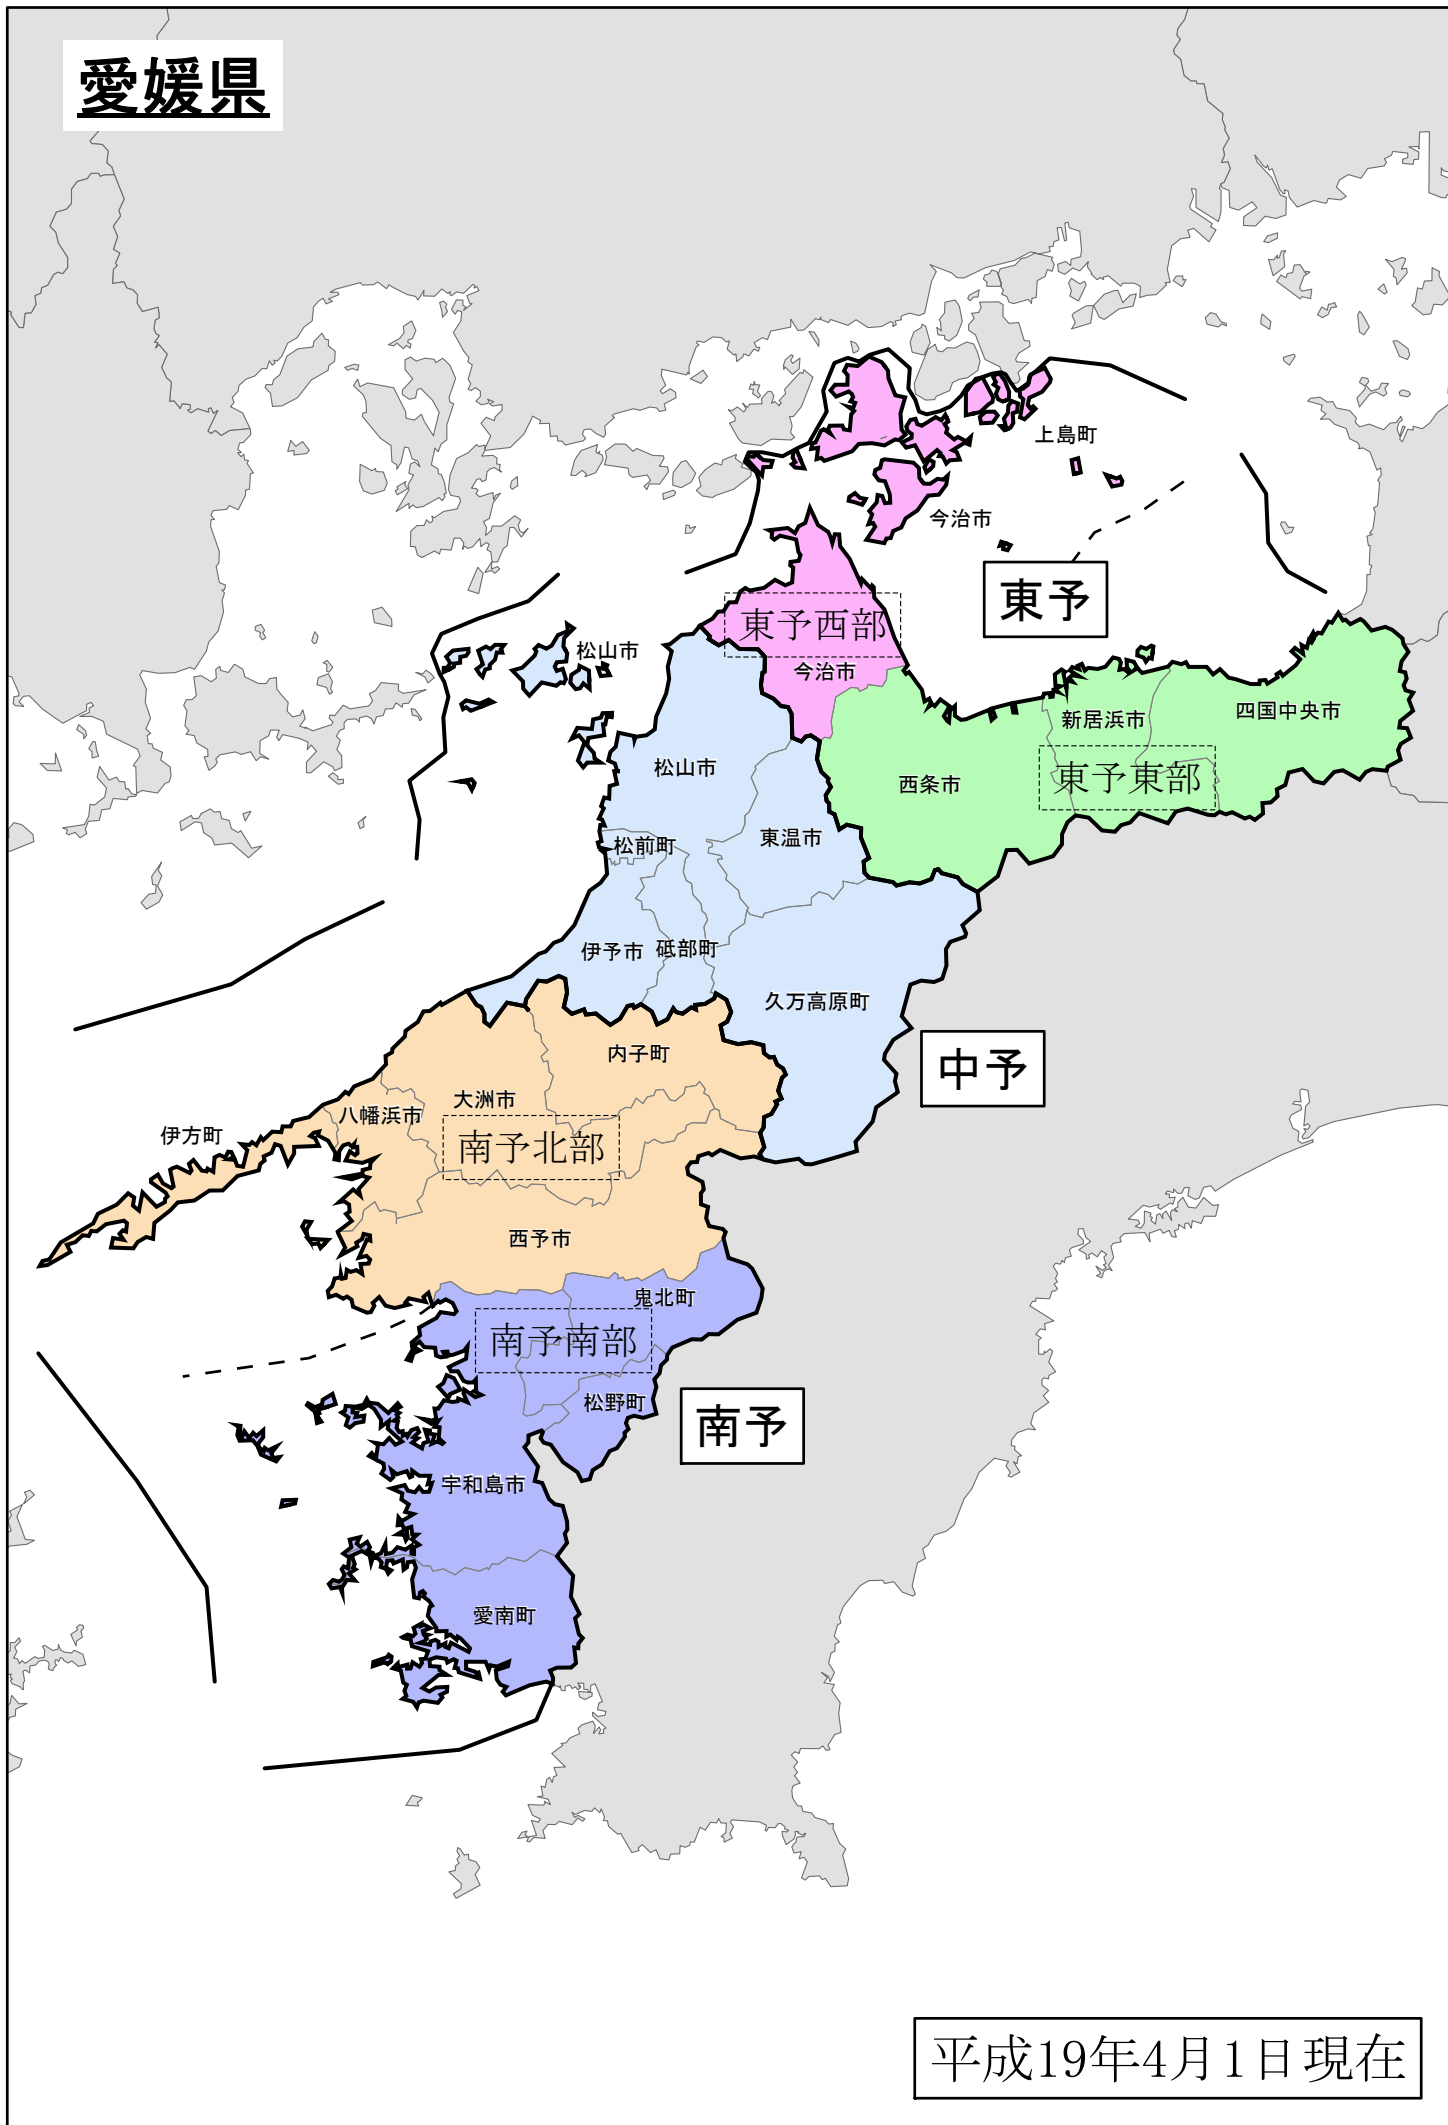 愛媛県
上島町
今治市
東予
東予西部
松山市
今治市
新居浜市
四国中央市
松山市
東予東部
西条市
東温市
松前町
伊予市
砥部町
久万高原町
中予
内子町
大洲市
八幡浜市
伊方町
南予北部
西予市
鬼北町
南予南部
松野町
南予
宇和島市
愛南町
平成19年4月1日現在